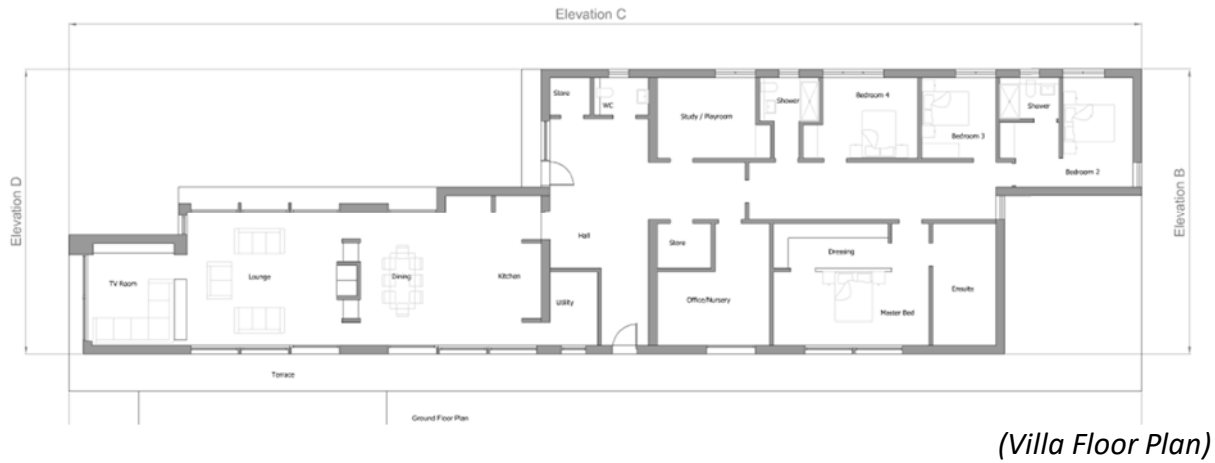 Elevation C
Store
WC
Study / Playroom
Shower
Bedroom 4
Bedroom 3
Shower
Bedroom 2
Elevation D
Elevation B
Hall
Store
Dressing
TV Room
Lounge
Dining
Kitchen
Utility
Office/Nursery
Master Bed
Ensuite
Terrace
Ground Floor Plan
(Villa Floor Plan)